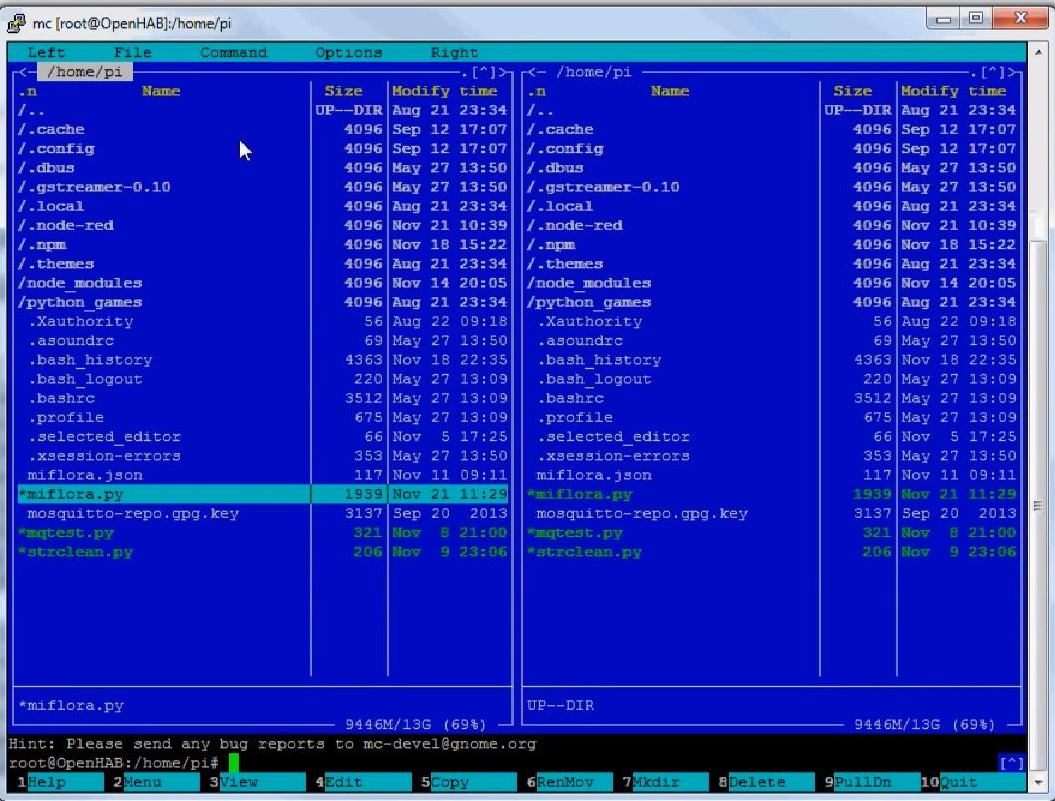 mc [root@OpenHAB]:/home/pi
Left File Command Options Right
<- /home/pi .[^]> <- /home/pi .[^]>
.n Name Size Modify time .n Name Size Modify time
/.. UP--DIR Aug 21 23:34 /.. UP--DIR Aug 21 23:34
/.cache 4096 Sep 12 17:07 /.cache 4096 Sep 12 17:07
/.config 4096 Sep 12 17:07 /.config 4096 Sep 12 17:07
/.dbus 4096 May 27 13:50 /.dbus 4096 May 27 13:50
/.gstreamer-0.10 4096 May 27 13:50 /.gstreamer-0.10 4096 May 27 13:50
/.local 4096 Aug 21 23:34 /.local 4096 Aug 21 23:34
/.node-red 4096 Nov 21 10:39 /.node-red 4096 Nov 21 10:39
/.npm 4096 Nov 18 15:22 /.npm 4096 Nov 18 15:22
/.themes 4096 Aug 21 23:34 /.themes 4096 Aug 21 23:34
/node_modules 4096 Nov 14 20:05 /node_modules 4096 Nov 14 20:05
/python_games 4096 Aug 21 23:34 /python_games 4096 Aug 21 23:34
.Xauthority 56 Aug 22 09:18 .Xauthority 56 Aug 22 09:18
.asoundrc 69 May 27 13:50 .asoundrc 69 May 27 13:50
.bash_history 4363 Nov 18 22:35 .bash_history 4363 Nov 18 22:35
.bash_logout 220 May 27 13:09 .bash_logout 220 May 27 13:09
.bashrc 3512 May 27 13:09 .bashrc 3512 May 27 13:09
.profile 675 May 27 13:09 .profile 675 May 27 13:09
.selected_editor 66 Nov 5 17:25 .selected_editor 66 Nov 5 17:25
.xsession-errors 353 May 27 13:50 .xsession-errors 353 May 27 13:50
miflora.json 117 Nov 11 09:11 miflora.json 117 Nov 11 09:11
*miflora.py 1939 Nov 21 11:29 *miflora.py 1939 Nov 21 11:29
mosquitto-repo.gpg.key 3137 Sep 20 2013 mosquitto-repo.gpg.key 3137 Sep 20 2013
*mqtest.py 321 Nov 8 21:00 *mqtest.py 321 Nov 8 21:00
*strclean.py 206 Nov 9 23:06 *strclean.py 206 Nov 9 23:06
*miflora.py UP--DIR
9446M/13G (69%) 9446M/13G (69%)
Hint: Please send any bug reports to mc-devel@gnome.org
root@OpenHAB:/home/pi# [^]
1Help 2Menu 3View 4Edit 5Copy 6RenMov 7Mkdir 8Delete 9PullDn 10Quit